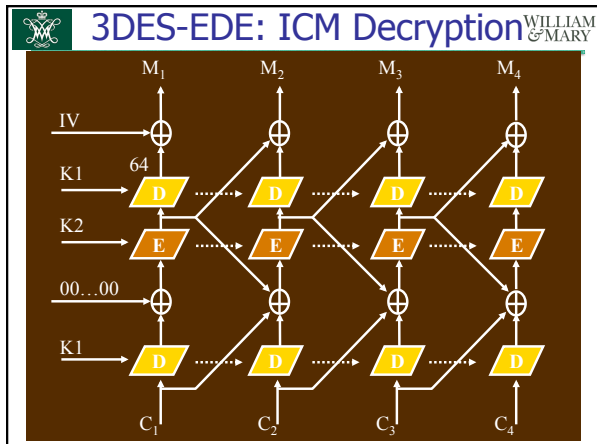 3DES-EDE: ICM Decryption
WILLIAM
& MARY
M1 M2 M3 M4
IV
64
K1
D D D D
K2
E E E E
00…00
K1
D D D D
C1 C2 C3 C4